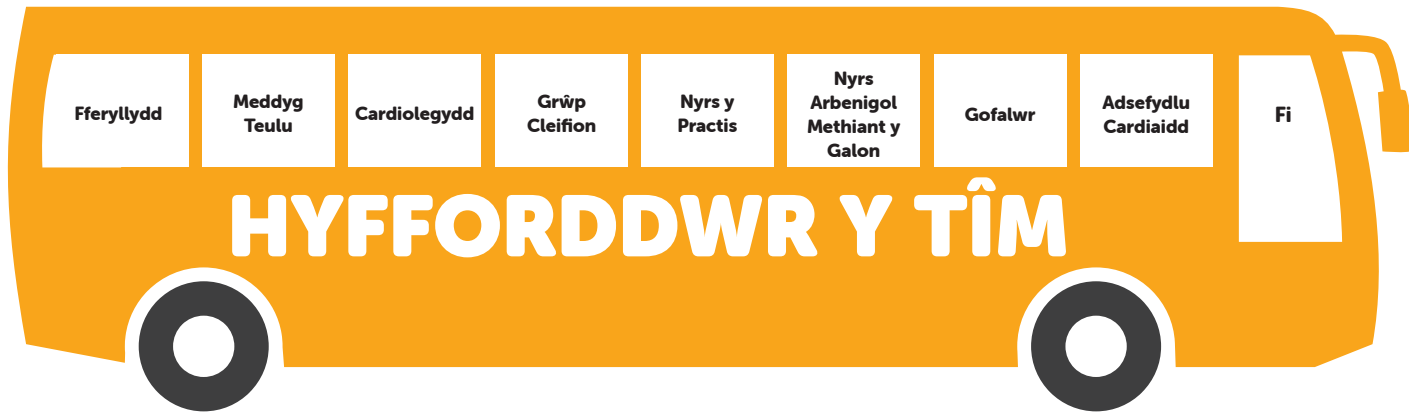 Fferyllydd
Meddyg
Teulu
Cardiolegydd
Grŵp
Cleifion
Nyrs y
Practis
Nyrs
Arbenigol
Methiant y
Galon
Gofalwr
Adsefydlu
Cardiaidd
Fi
HYFFORDDWR Y TÎM